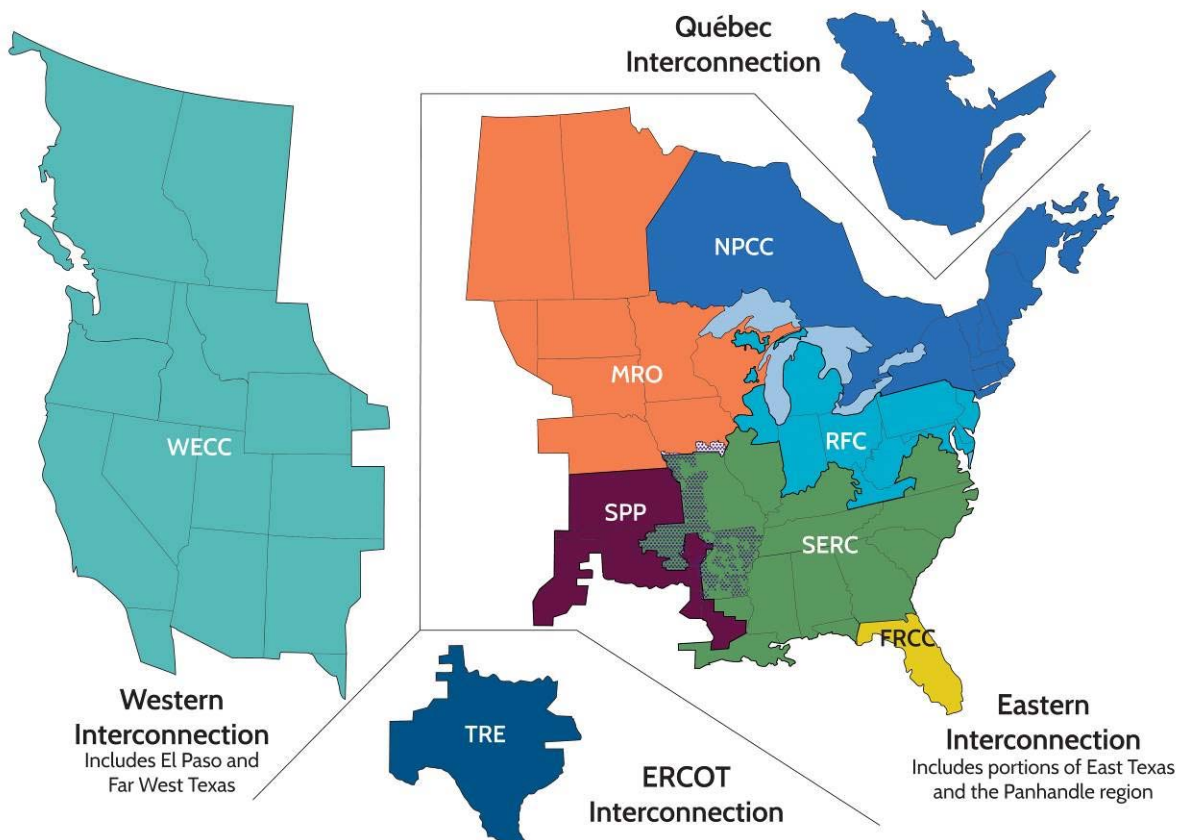 Québec
Interconnection
NPCC
MRO
RFC
WECC
SPP
SERC
FRCC
Western
Interconnection
Includes El Paso and
Far West Texas
TRE
ERCOT
Interconnection
Eastern
Interconnection
Includes portions of East Texas
and the Panhandle region